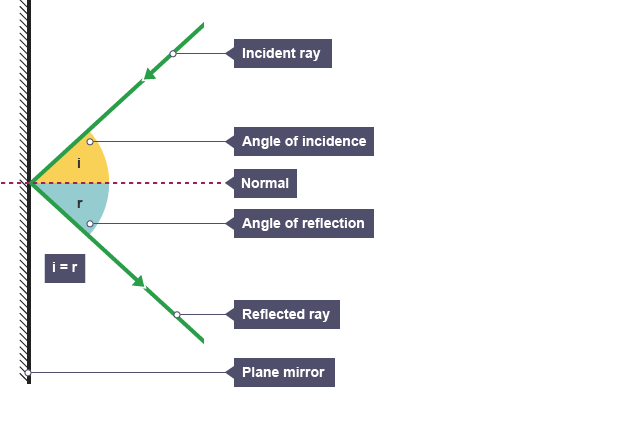 Incident ray
Angle of incidence
i
Normal
r
Angle of reflection
i = r
Reflected ray
Plane mirror